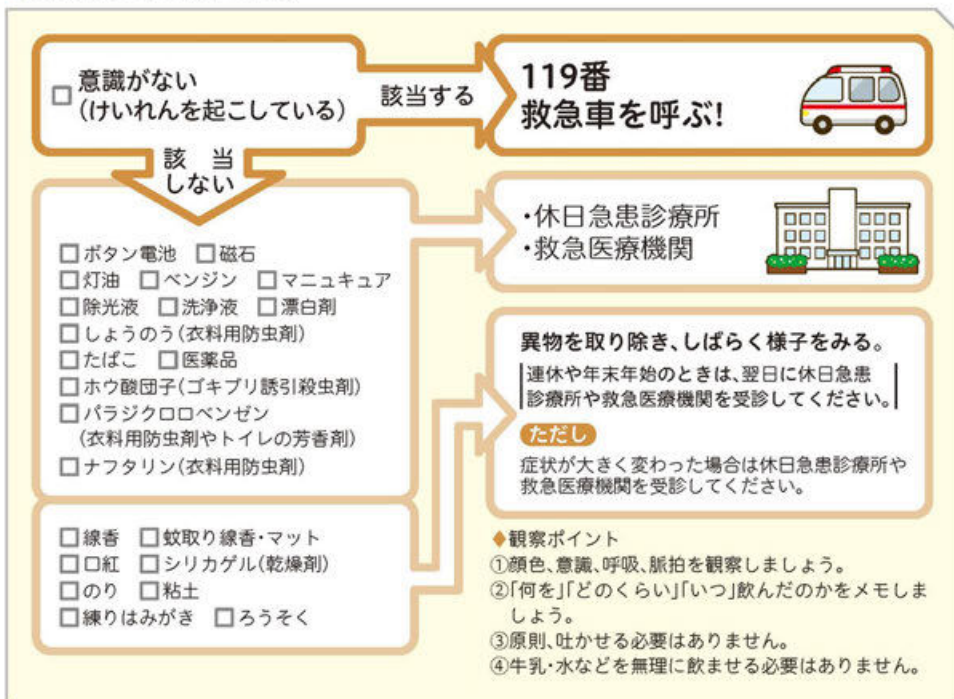 □ 意識がない
(けいれんを起こしている)
該当する
119番
救急車を呼ぶ!
該当
しない
・休日急患診療所
・救急医療機関
□ボタン電池 □磁石
□灯油 □ベンジン □マニュキュア
□除光液 □洗浄液 □漂白剤
□しょうのう(衣料用防虫剤)
□たばこ □医薬品
□ホウ酸団子(ゴキブリ誘引殺虫剤)
□パラジクロロベンゼン
(衣料用防虫剤やトイレの芳香剤)
□ナフタリン(衣料用防虫剤)
異物を取り除き、しばらく様子をみる。
連休や年末年始のときは、翌日に休日急患
診療所や救急医療機関を受診してください。
ただし
症状が大きく変わった場合は休日急患診療所や
救急医療機関を受診してください。
□線香 □蚊取り線香・マット
□口紅 □シリカゲル(乾燥剤)
□のり □粘土
□練りはみがき □ろうそく
◆観察ポイント
①顔色、意識、呼吸、脈拍を観察しましょう。
②「何を」「どのくらい」「いつ」飲んだのかをメモしま
しょう。
③原則、吐かせる必要はありません。
④牛乳・水などを無理に飲ませる必要はありません。